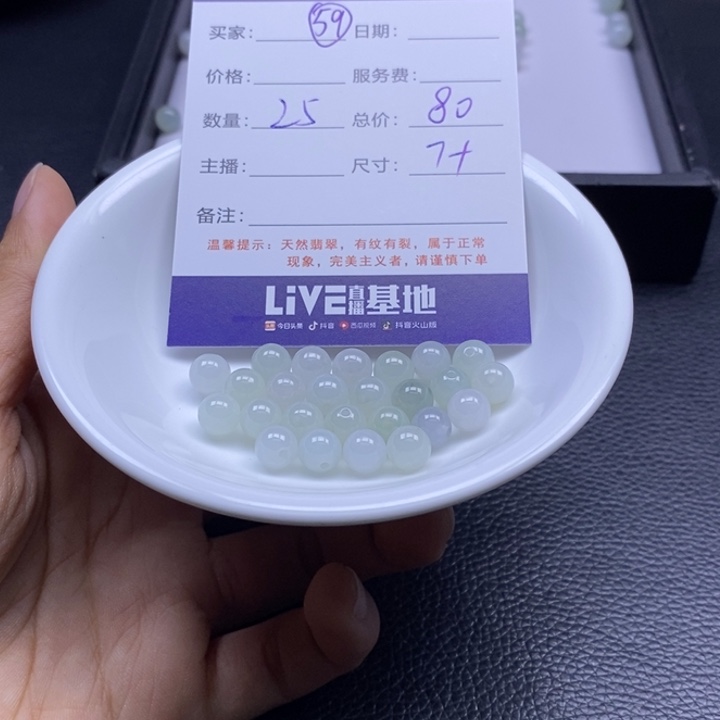 买家: 59 日期:
价格: 服务费:
数量: 25 总价: 80
主播: 尺寸: 7+
备注:
温馨提示：天然翡翠，有纹有裂，属于正常
现象，完美主义者，请谨慎下单
LiVE直播基地
今日头条 抖音 西瓜视频 抖音火山版